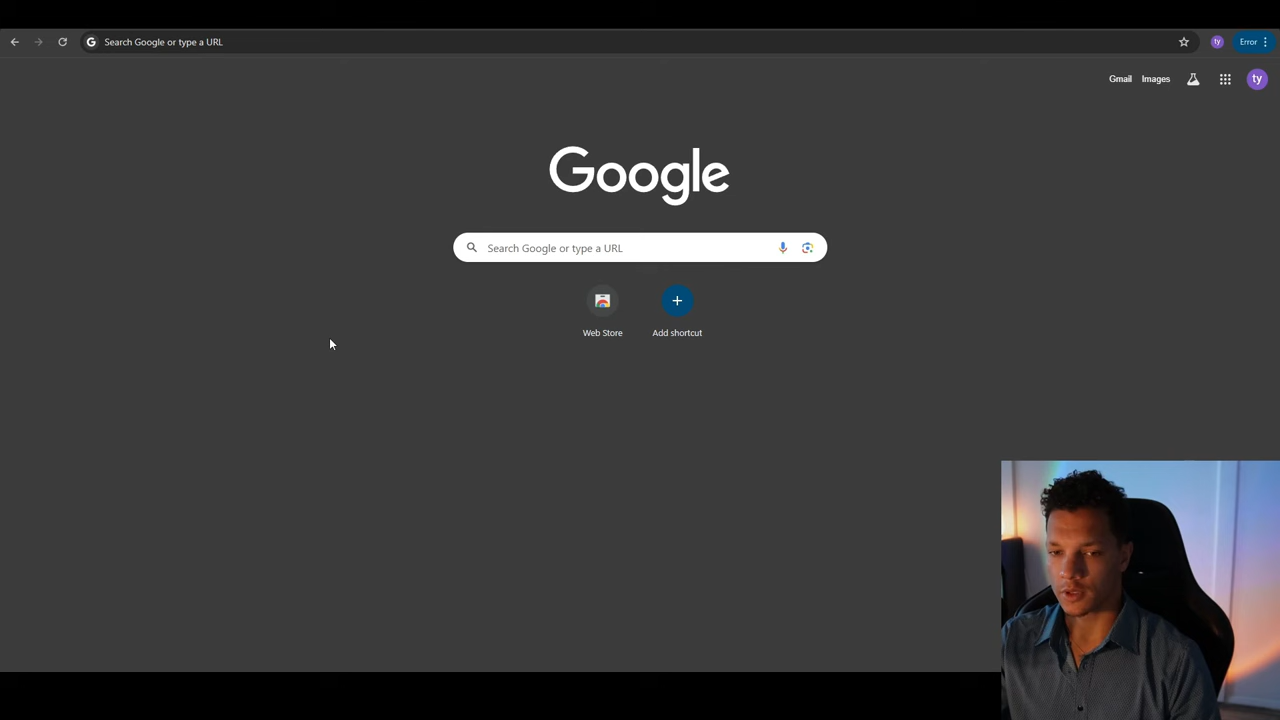 Search Google or type a URL
ty
Error
Gmail
Images
ty
Google
Search Google or type a URL
Web Store
Add shortcut